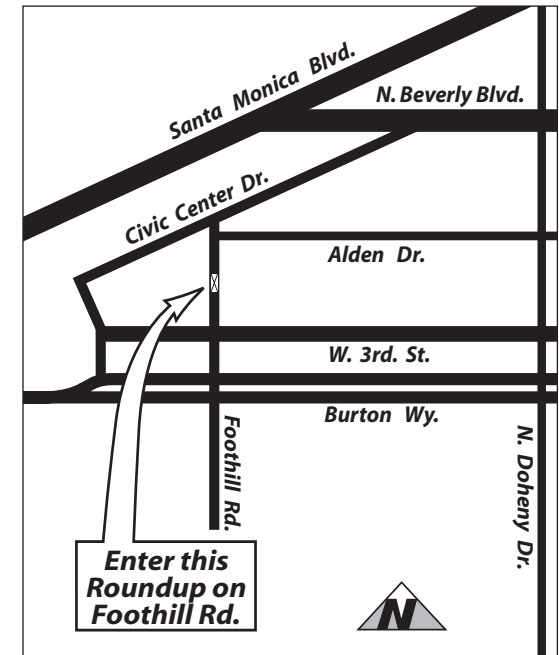 Santa Monica Blvd.
N. Beverly Blvd.
Civic Center Dr.
Alden Dr.
W. 3rd. St.
Burton Wy.
Foothill Rd.
N. Doheny Dr.
Enter this
Roundup on
Foothill Rd.
N